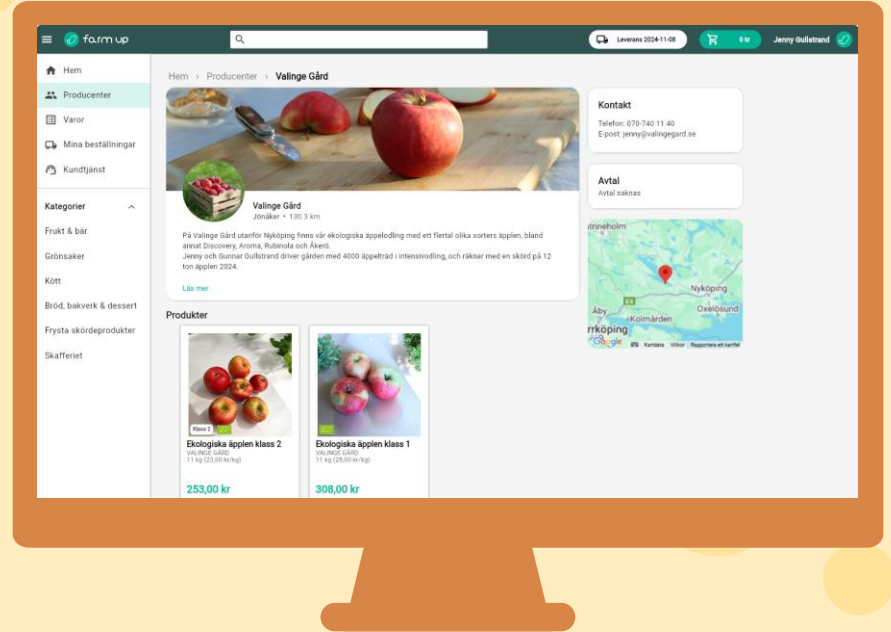 farm up
Leverans 2024-11-08
0 kr
Jenny Gullstrand
Hem
Producenter
Varor
Mina beställningar
Kundtjänst
Kategorier
Frukt & bär
Grönsaker
Kött
Bröd, bakverk & dessert
Frysta skördeprodukter
Skafferiet
Hem › Producenter › Valinge Gård
Valinge Gård
Jönåker • 130.3 km
På Valinge Gård utanför Nyköping finns vår ekologiska äppelodling med ett flertal olika sorters äpplen, bland
annat Discovery, Aroma, Rubinola och Åkerö.
Jenny och Gunnar Gullstrand driver gården med 4000 äppelträd i intensivodling, och räknar med en skörd på 12
ton äpplen 2024.
Läs mer
Kontakt
Telefon: 070-740 11 40
E-post: jenny@valingegard.se
Avtal
Avtal saknas
trineholm
Nyköping
E4
Oxelösund
Åby
Kolmården
rrköping
Google
Kartdata
Villkor
Rapportera ett kartfel
Produkter
Klass 2
Ekologiska äpplen klass 2
VALINGE GÅRD
11 kg (23,00 kr/kg)
253,00 kr
Ekologiska äpplen klass 1
VALINGE GÅRD
11 kg (28,00 kr/kg)
308,00 kr